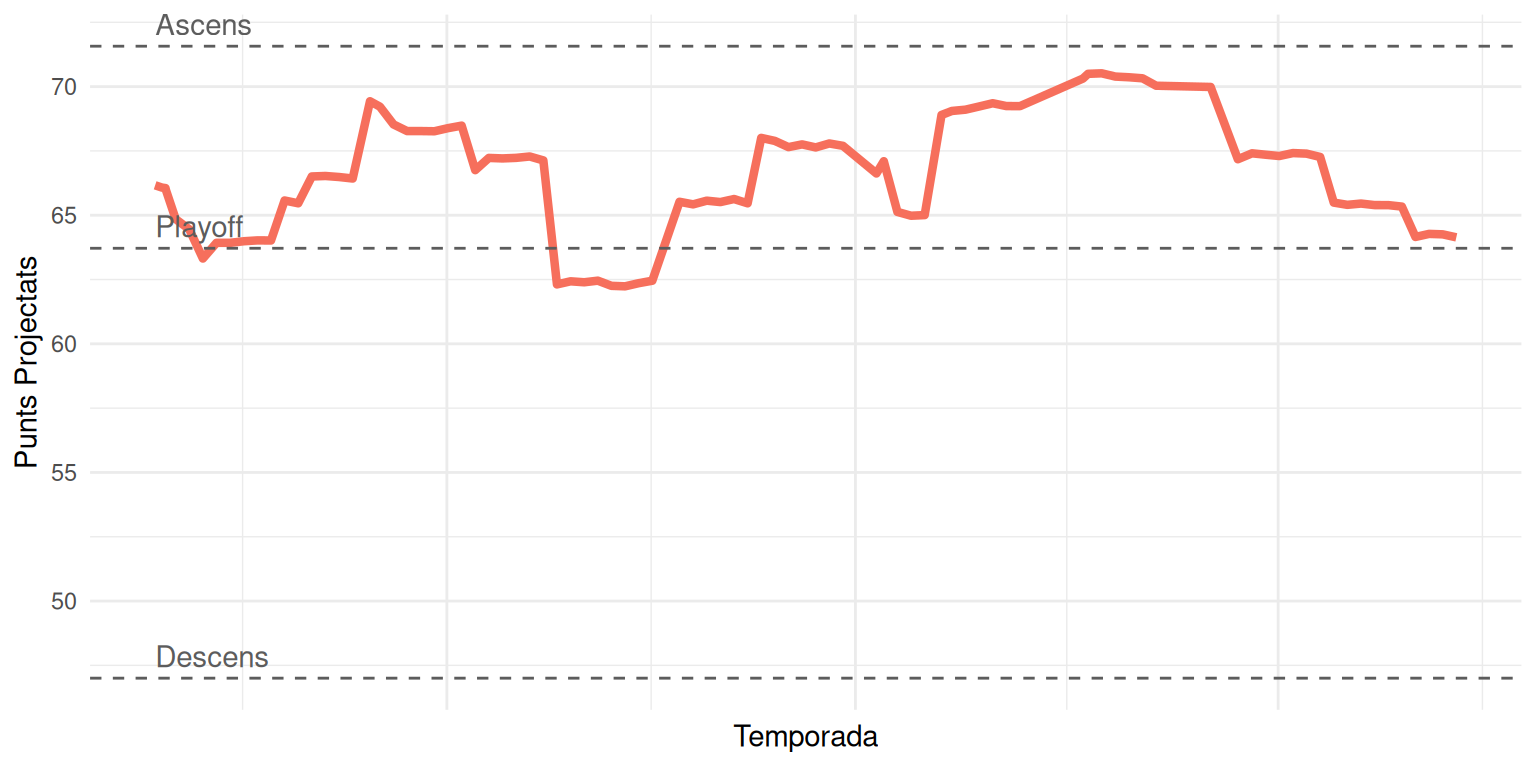 Ascens
70
Playoff
65
60
55
50
Descens
Punts Projectats
Temporada